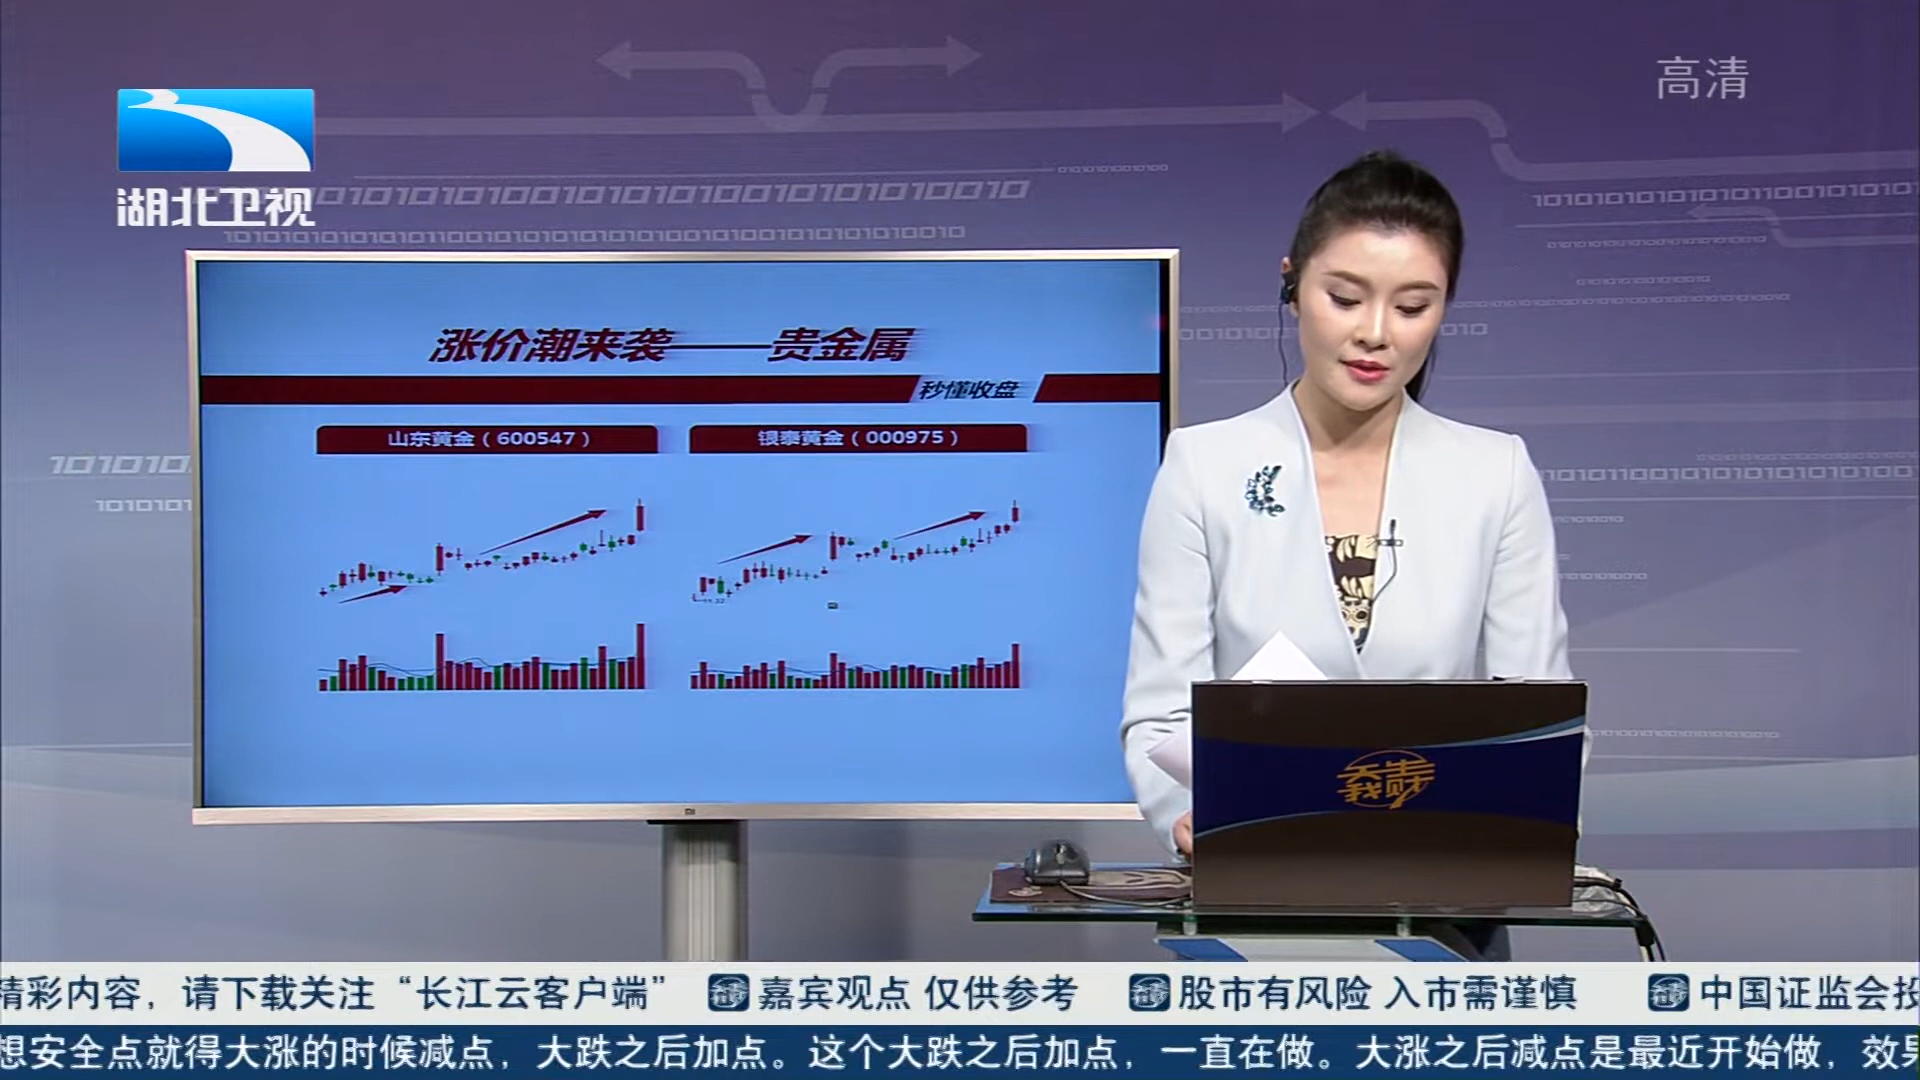 高清
湖北卫视
涨价潮来袭——贵金属
秒懂收盘
山东黄金（600547）
银泰黄金（000975）
天生我财
精彩内容，请下载关注“长江云客户端” 嘉宾观点 仅供参考 股市有风险 入市需谨慎 中国证监会投
想安全点就得大涨的时候减点，大跌之后加点。这个大跌之后加点，一直在做。大涨之后减点是最近开始做，效果